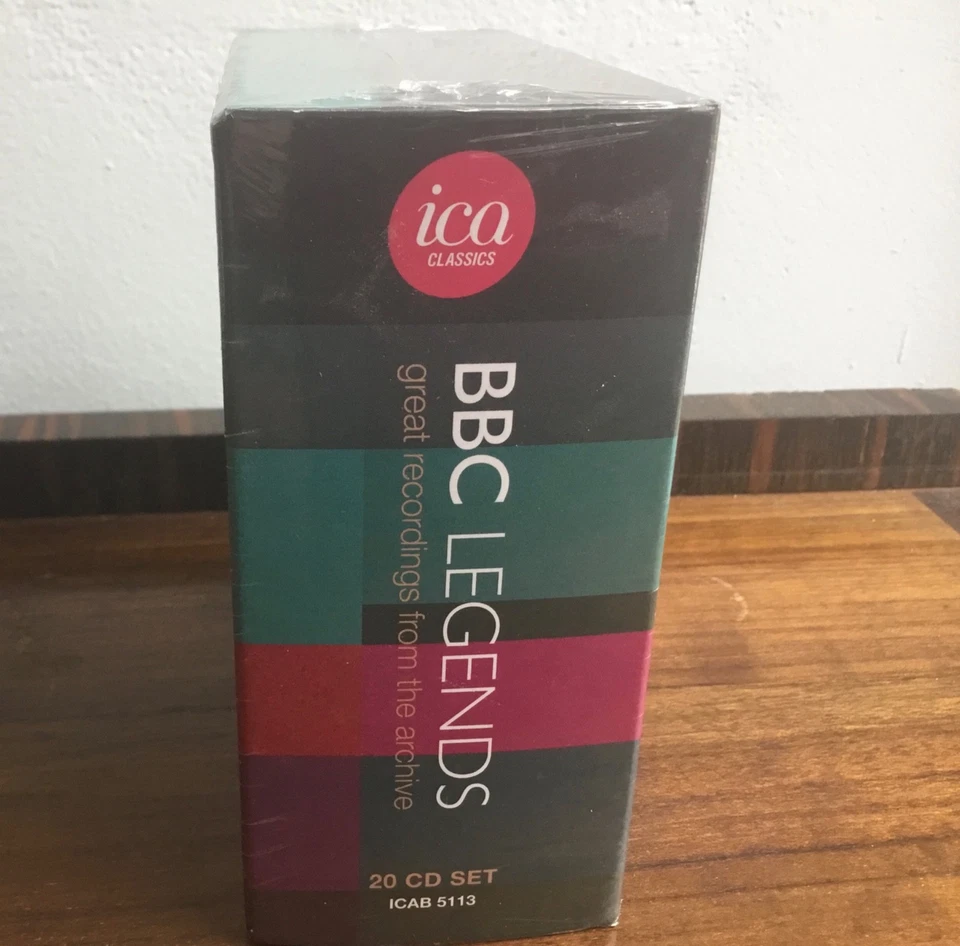 ica
CLASSICS
BBC LEGENDS
great recordings from the archive
20 CD SET
ICAB 5113